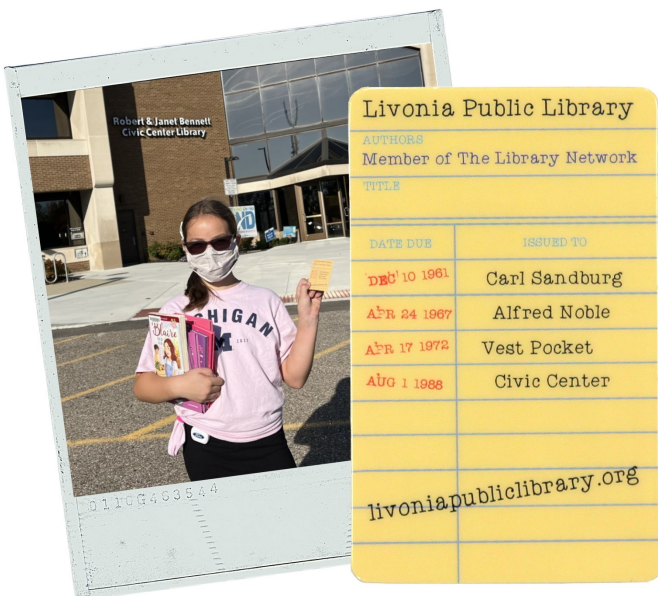 Robert & Janet Bennett
Civic Center Library
Blaire
MICHIGAN
M
1817
0110G463544
Livonia Public Library
AUTHORS
Member of The Library Network
TITLE
DATE DUE ISSUED TO
DEC 10 1961 Carl Sandburg
APR 24 1967 Alfred Noble
APR 17 1972 Vest Pocket
AUG 1 1988 Civic Center
livoniapubliclibrary.org